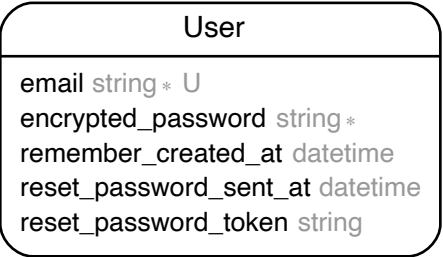 User
email string * U
encrypted_password string *
remember_created_at datetime
reset_password_sent_at datetime
reset_password_token string